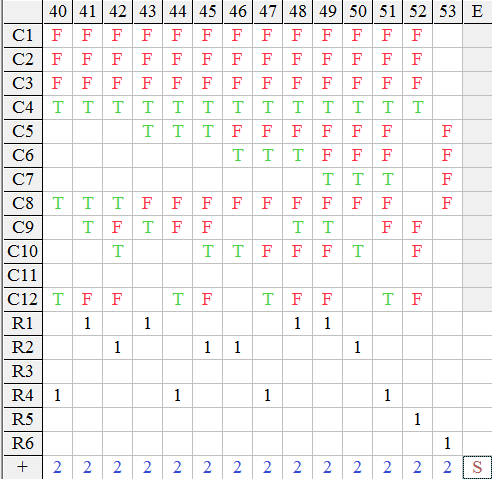 40 41 42 43 44 45 46 47 48 49 50 51 52 53 E
C1 F F F F F F F F F F F F F
C2 F F F F F F F F F F F F F
C3 F F F F F F F F F F F F F
C4 T T T T T T T T T T T T T
C5 T T T F F F F F F F
C6 T T T F F F F
C7 T T T F
C8 T T T F F F F F F F F F F
C9 T F T F F T T F F
C10 T T T F F F T F
C11
C12 T F F T F T F F T F
R1 1 1 1 1
R2 1 1 1 1
R3
R4 1 1 1 1
R5 1
R6 1
+ 2 2 2 2 2 2 2 2 2 2 2 2 2 2 S